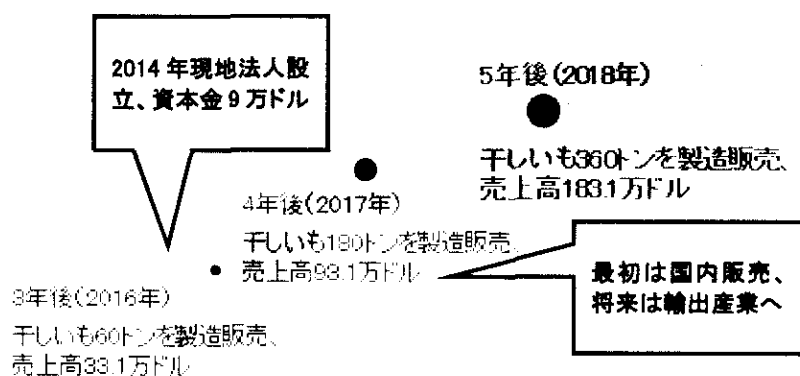 2014年現地法人設
立、資本金9万ドル
5年後(2018年)
干しいも360トンを製造販売、
売上高183.1万ドル
4年後(2017年)
干しいも180トンを製造販売、
売上高93.1万ドル
最初は国内販売、
将来は輸出産業へ
3年後(2016年)
干しいも60トンを製造販売、
売上高33.1万ドル